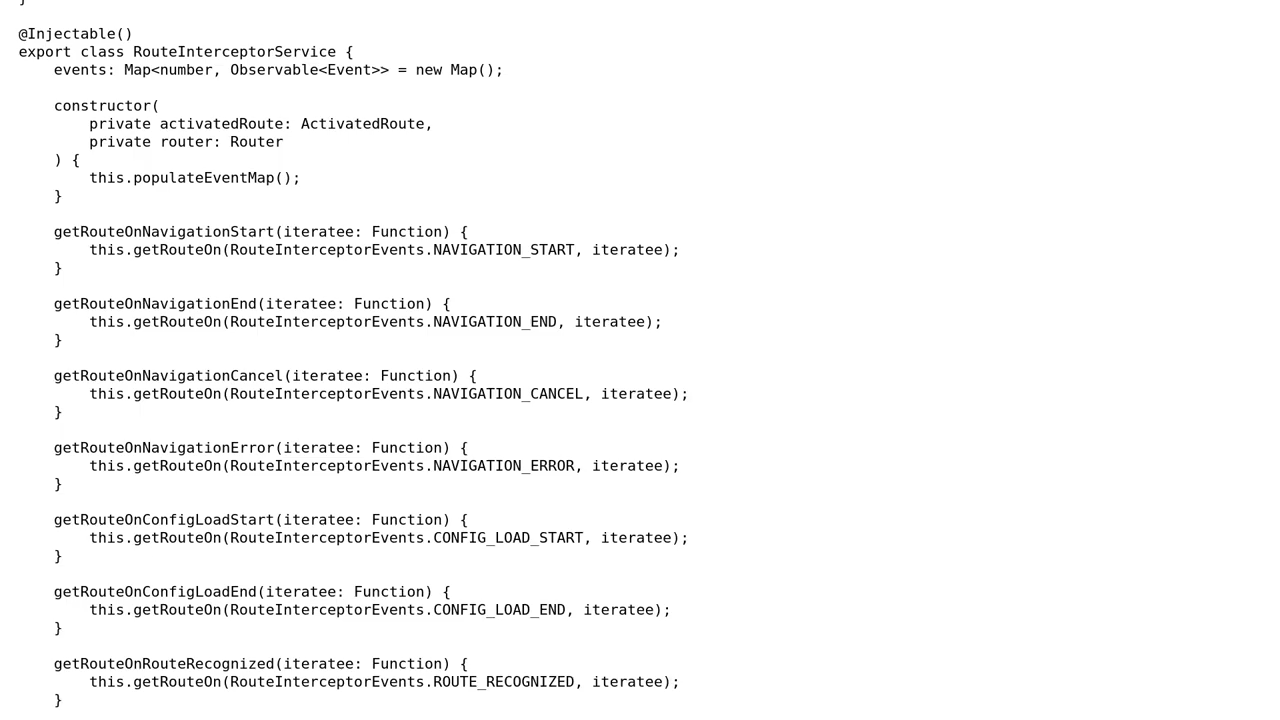 }
@Injectable()
export class RouteInterceptorService {
    events: Map<number, Observable<Event>> = new Map();

    constructor(
        private activatedRoute: ActivatedRoute,
        private router: Router
    ) {
        this.populateEventMap();
    }

    getRouteOnNavigationStart(iteratee: Function) {
        this.getRouteOn(RouteInterceptorEvents.NAVIGATION_START, iteratee);
    }

    getRouteOnNavigationEnd(iteratee: Function) {
        this.getRouteOn(RouteInterceptorEvents.NAVIGATION_END, iteratee);
    }

    getRouteOnNavigationCancel(iteratee: Function) {
        this.getRouteOn(RouteInterceptorEvents.NAVIGATION_CANCEL, iteratee);
    }

    getRouteOnNavigationError(iteratee: Function) {
        this.getRouteOn(RouteInterceptorEvents.NAVIGATION_ERROR, iteratee);
    }

    getRouteOnConfigLoadStart(iteratee: Function) {
        this.getRouteOn(RouteInterceptorEvents.CONFIG_LOAD_START, iteratee);
    }

    getRouteOnConfigLoadEnd(iteratee: Function) {
        this.getRouteOn(RouteInterceptorEvents.CONFIG_LOAD_END, iteratee);
    }

    getRouteOnRouteRecognized(iteratee: Function) {
        this.getRouteOn(RouteInterceptorEvents.ROUTE_RECOGNIZED, iteratee);
    }